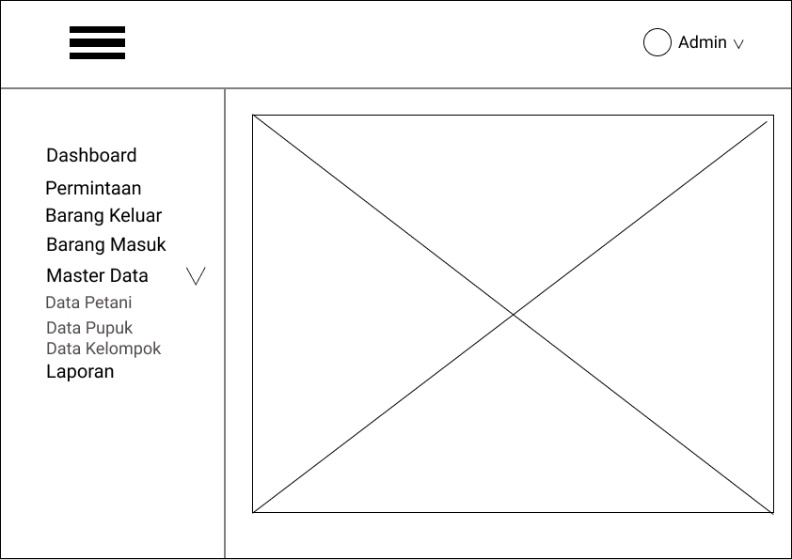 Admin
Dashboard
Permintaan
Barang Keluar
Barang Masuk
Master Data
Data Petani
Data Pupuk
Data Kelompok
Laporan